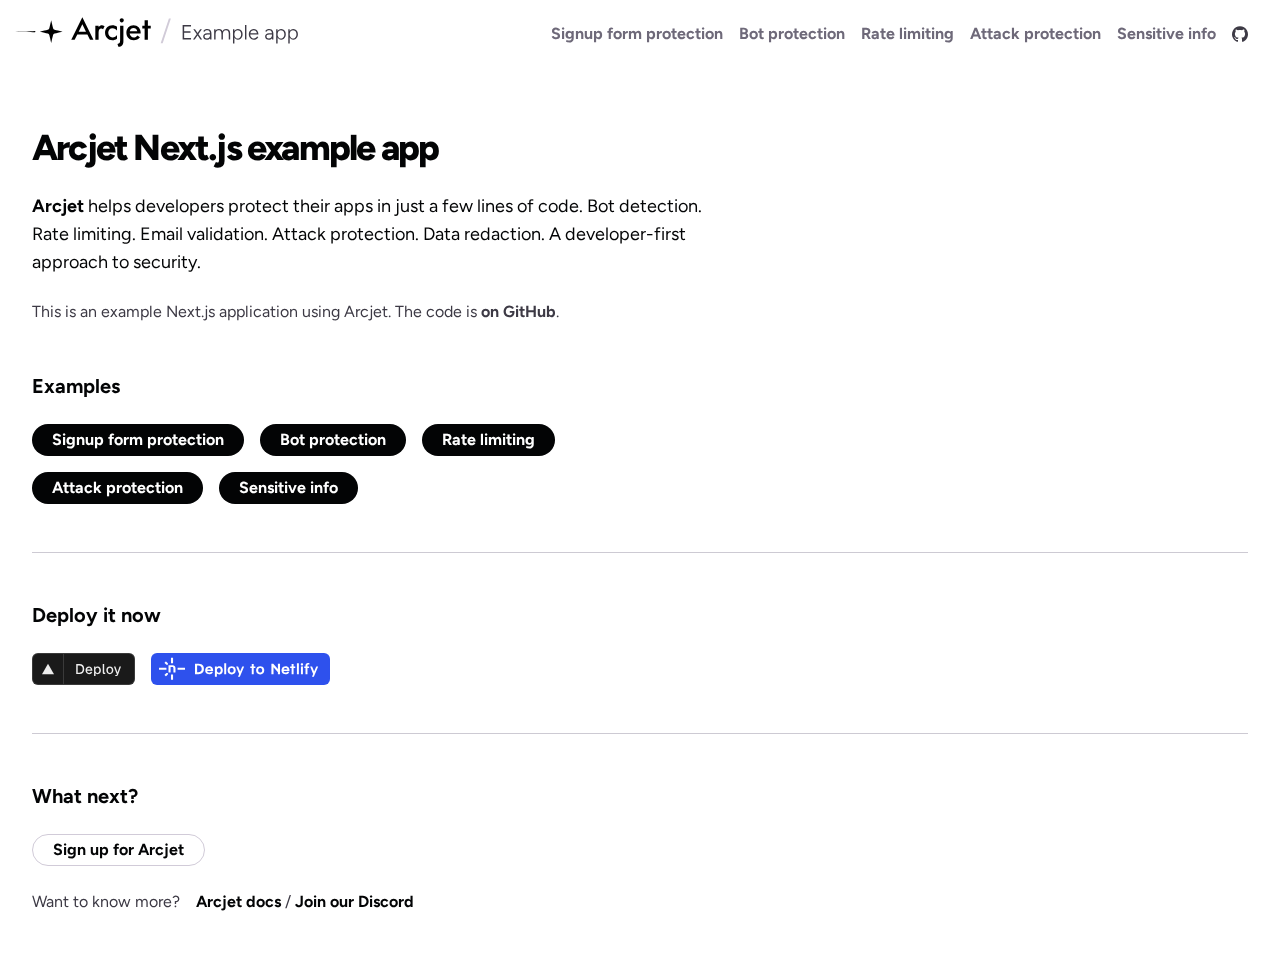 Arcjet / Example app
Signup form protection Bot protection Rate limiting Attack protection Sensitive info
Arcjet Next.js example app
Arcjet helps developers protect their apps in just a few lines of code. Bot detection.
Rate limiting. Email validation. Attack protection. Data redaction. A developer-first
approach to security.
This is an example Next.js application using Arcjet. The code is on GitHub.
Examples
Signup form protection Bot protection Rate limiting
Attack protection Sensitive info
Deploy it now
Deploy Deploy to Netlify
What next?
Sign up for Arcjet
Want to know more? Arcjet docs / Join our Discord